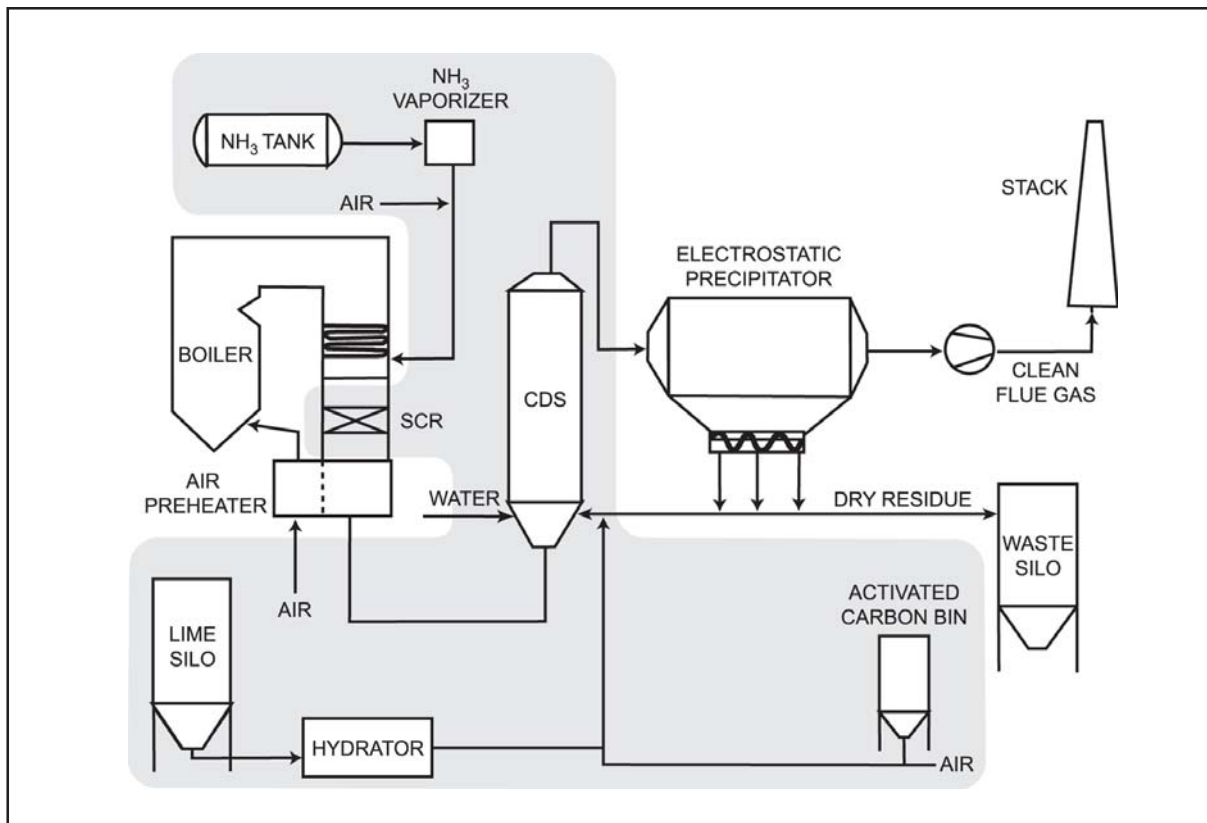 NH₃
VAPORIZER
NH₃ TANK
AIR
STACK
ELECTROSTATIC
PRECIPITATOR
BOILER
CDS
CLEAN
FLUE GAS
SCR
AIR
PREHEATER
WATER
DRY RESIDUE
WASTE
SILO
AIR
ACTIVATED
CARBON BIN
LIME
SILO
HYDRATOR
AIR